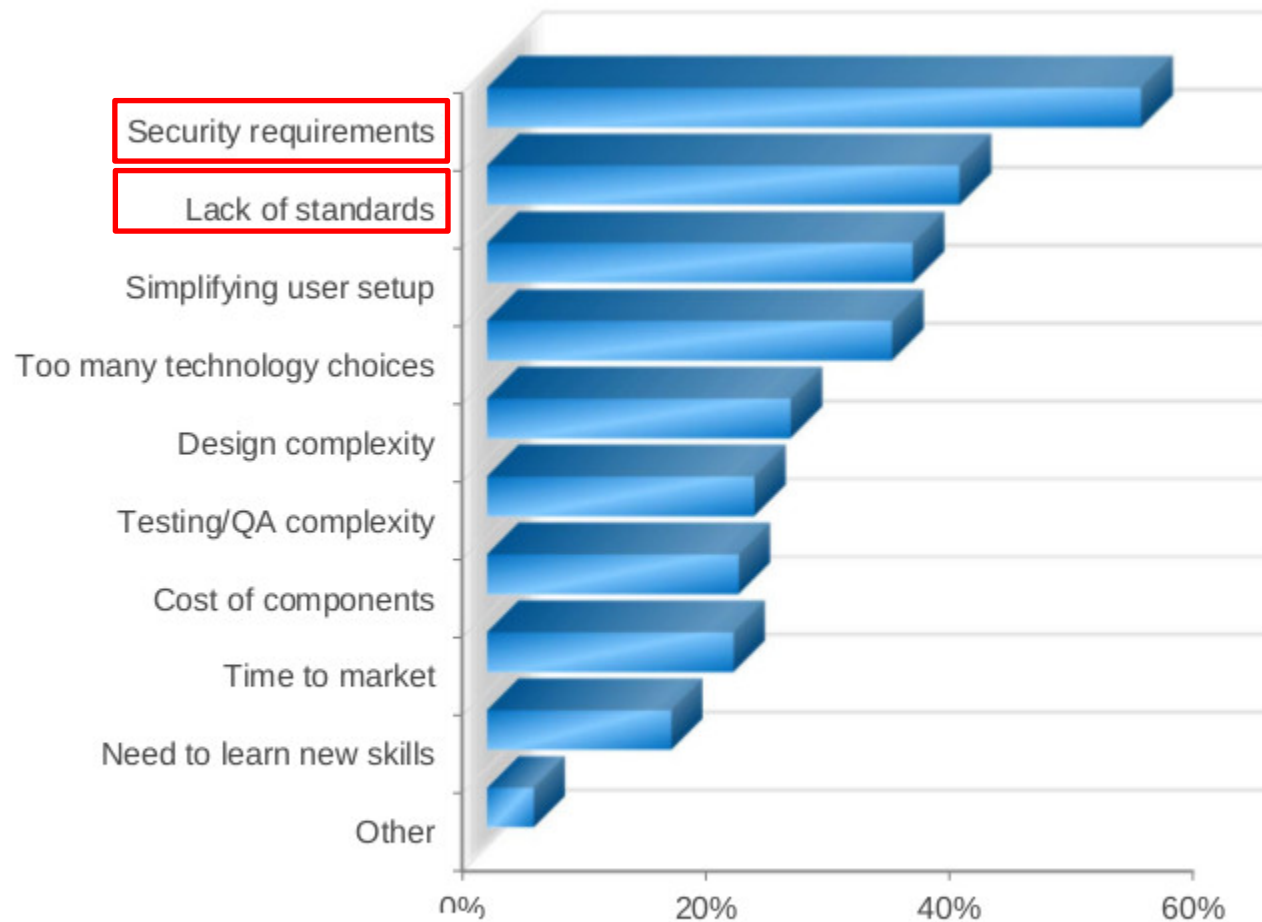 Security requirements
Lack of standards
Simplifying user setup
Too many technology choices
Design complexity
Testing/QA complexity
Cost of components
Time to market
Need to learn new skills
Other
0% 20% 40% 60%